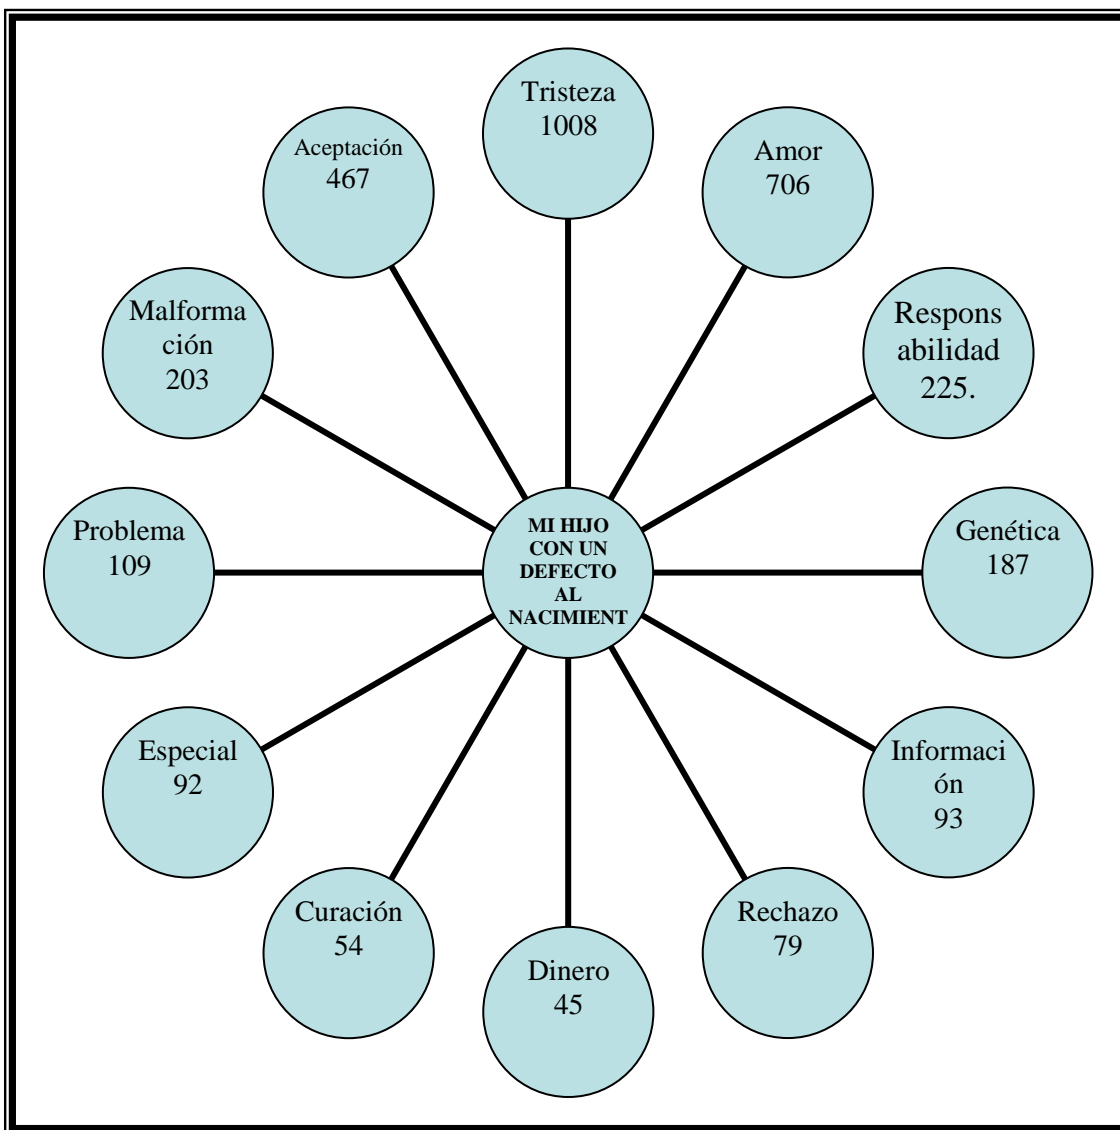 Tristeza
1008
Amor
706
Respons
abilidad
225.
Genética
187
Informaci
ón
93
Rechazo
79
Dinero
45
Curación
54
Especial
92
Problema
109
Malforma
ción
203
Aceptación
467
MI HIJO
CON UN
DEFECTO
AL
NACIMIENT